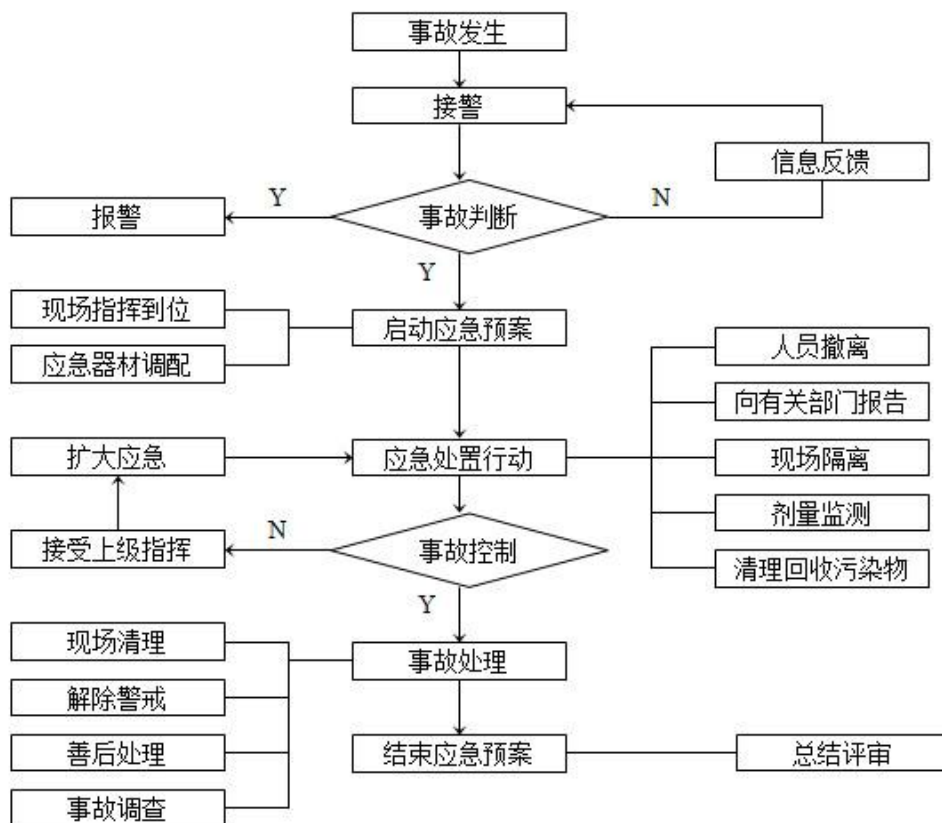 事故发生
接警
信息反馈
Y
N
报警
事故判断
Y
现场指挥到位
启动应急预案
应急器材调配
人员撤离
向有关部门报告
扩大应急
应急处置行动
现场隔离
剂量监测
N
接受上级指挥
事故控制
清理回收污染物
Y
现场清理
事故处理
解除警戒
善后处理
结束应急预案
总结评审
事故调查